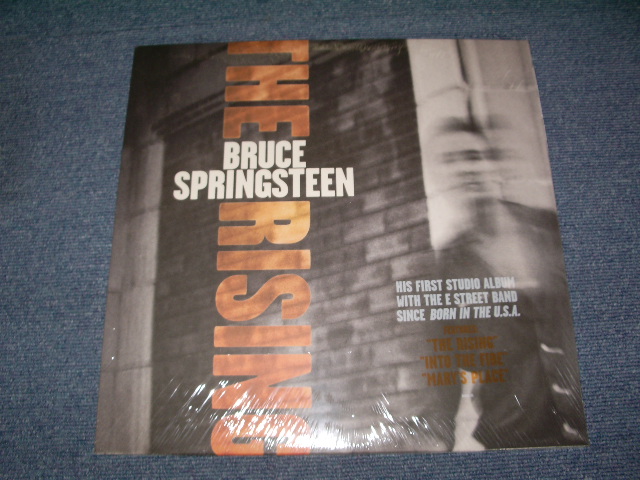 THE RISING
BRUCE
SPRINGSTEEN
HIS FIRST STUDIO ALBUM
WITH THE E STREET BAND
SINCE BORN IN THE U.S.A.
"THE RISING"
"INTO THE FIRE"
"MARY'S PLACE"